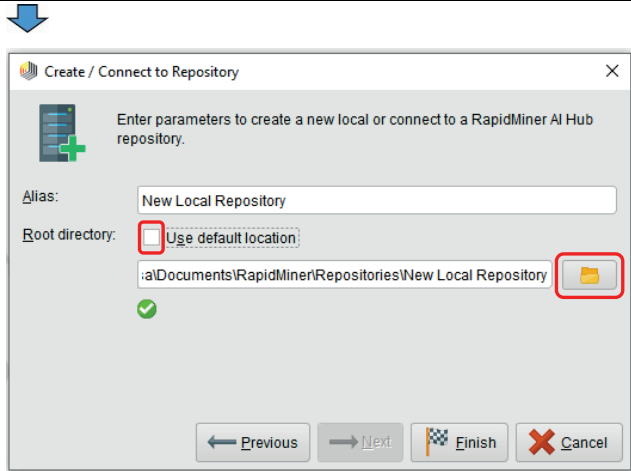 Create / Connect to Repository
Enter parameters to create a new local or connect to a RapidMiner AI Hub
repository.
Alias:
New Local Repository
Root directory:
Use default location
:a\Documents\RapidMiner\Repositories\New Local Repository
Previous
Next
Finish
Cancel